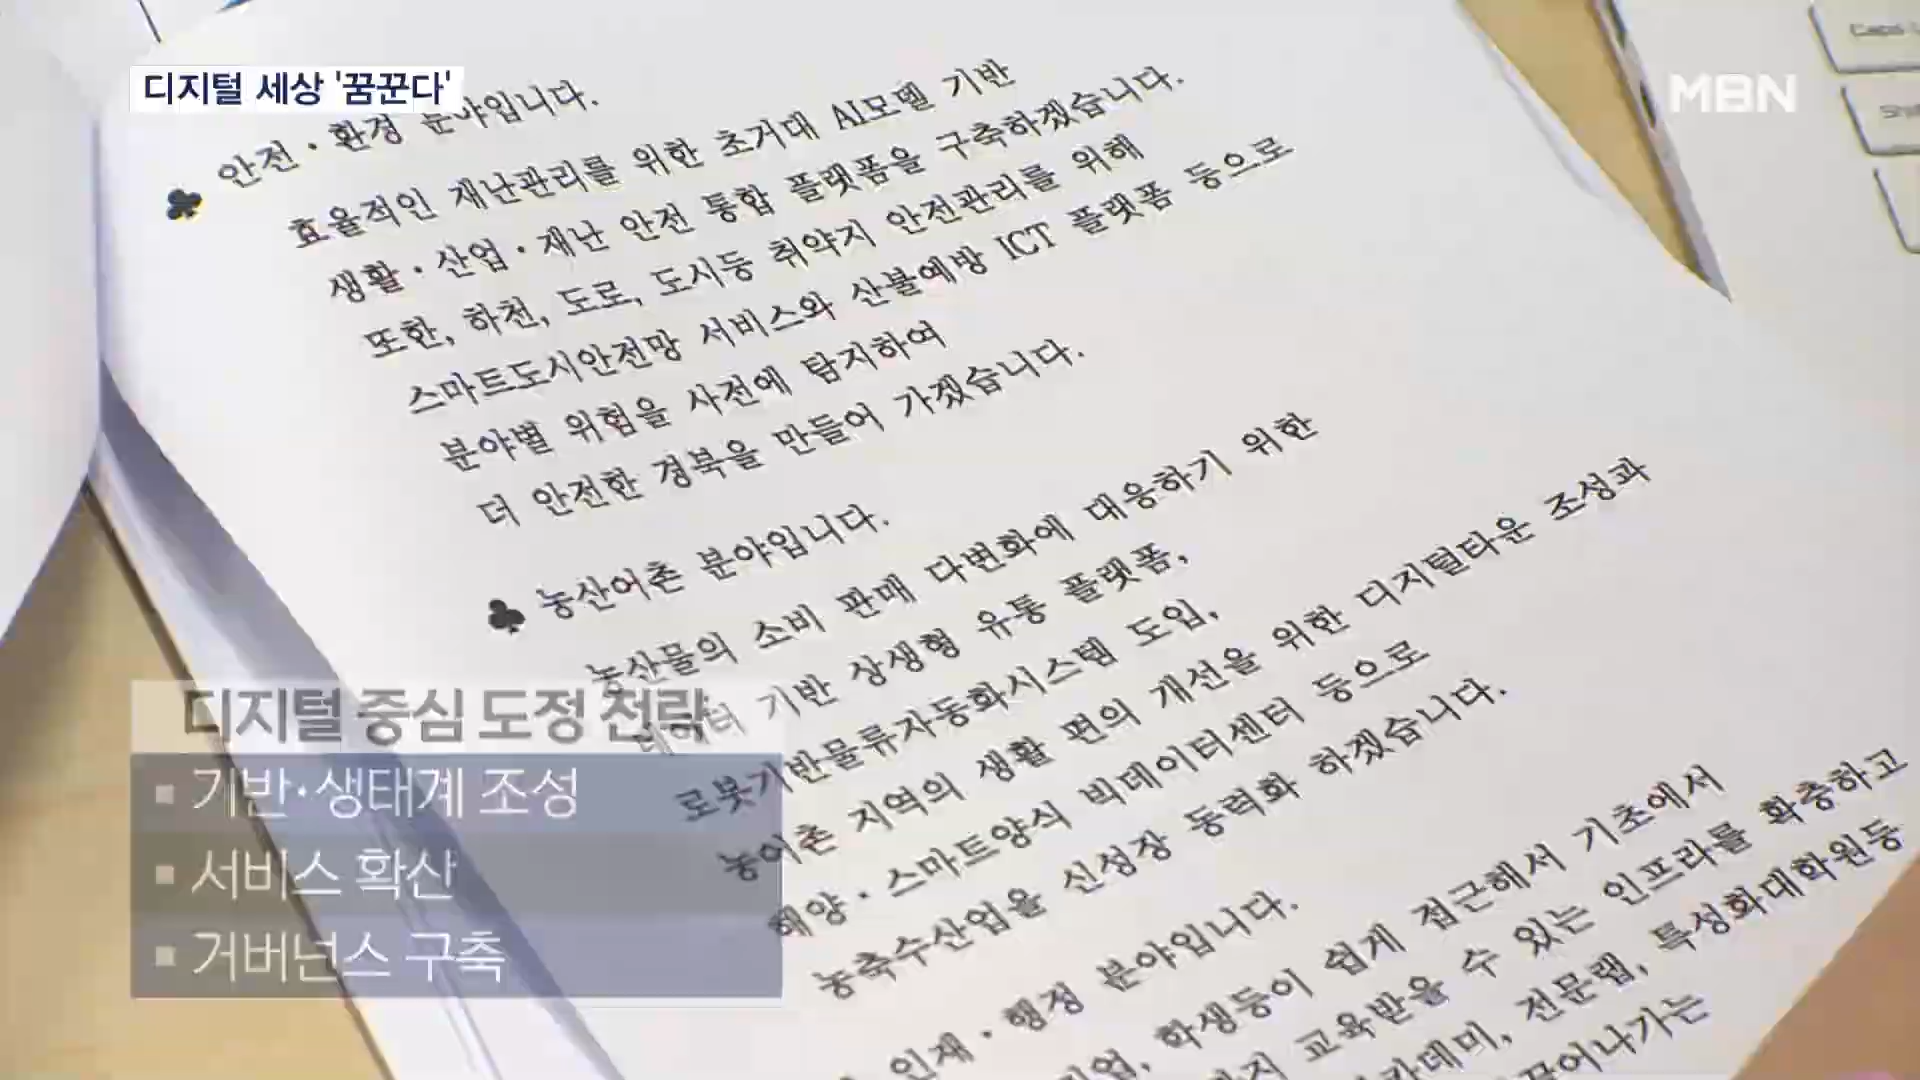 디지털 세상 '꿈꾼다'
MBN
Caps
♣ 안전·환경 분야입니다.
효율적인 재난관리를 위한 초거대 AI모델 기반
생활·산업·재난 안전 통합 플랫폼을 구축하겠습니다.
또한, 하천, 도로, 도시등 취약지 안전관리를 위해
스마트도시안전망 서비스와 산불예방 ICT 플랫폼 등으로
분야별 위험을 사전에 탐지하여
더 안전한 경북을 만들어 가겠습니다.
♣ 농산어촌 분야입니다.
농산물의 소비 판매 다변화에 대응하기 위한
데이터 기반 상생형 유통 플랫폼,
로봇기반물류자동화시스템 도입,
농어촌 지역의 생활 편의 개선을 위한 디지털타운 조성과
해양·스마트양식 빅데이터센터 등으로
농축수산업을 신성장 동력화 하겠습니다.
인재·행정 분야입니다.
학생등이 쉽게 접근해서 기초에서
교육받을 수 있는 인프라를 확충하고
전문랩, 특성화대학원등
디지털 중심 도정 전략
▪ 기반·생태계 조성
▪ 서비스 확산
▪ 거버넌스 구축